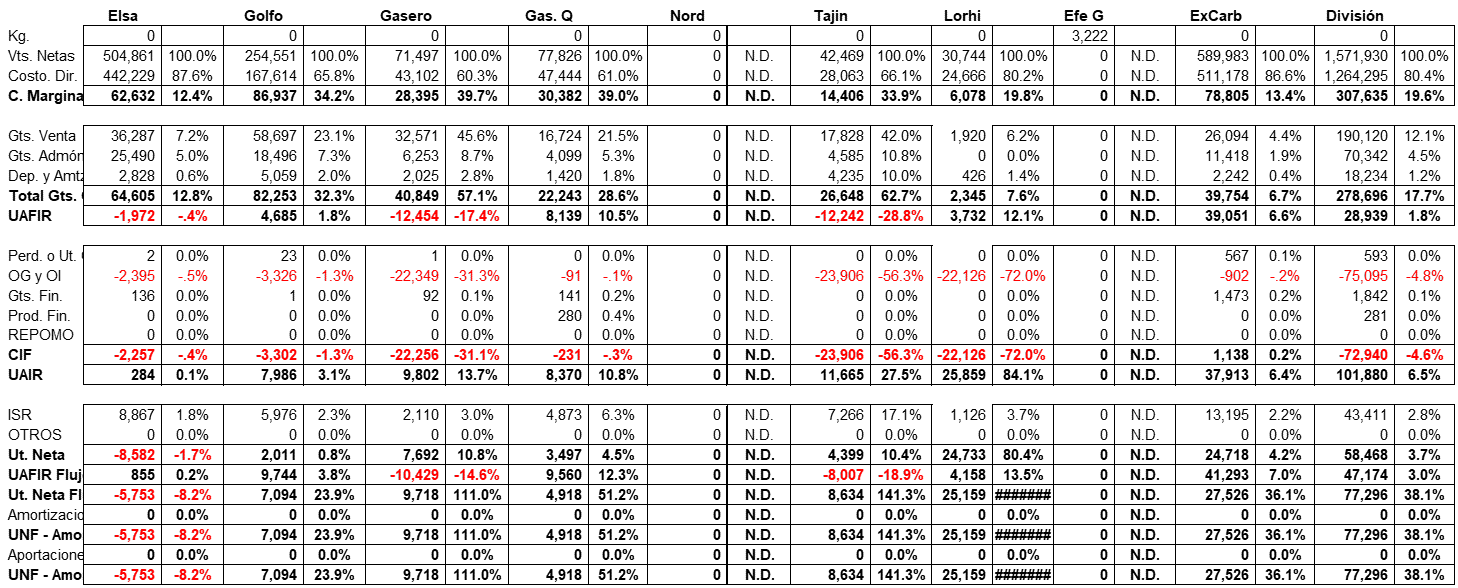 Elsa Golfo Gasero Gas. Q Nord Tajin Lorhi Efe G ExCarb División
Kg. 0 0 0 0 0 0 0 3,222 0 0
Vts. Netas 504,861 100.0% 254,551 100.0% 71,497 100.0% 77,826 100.0% 0 N.D. 42,469 100.0% 30,744 100.0% 0 N.D. 589,983 100.0% 1,571,930 100.0%
Costo. Dir. 442,229 87.6% 167,614 65.8% 43,102 60.3% 47,444 61.0% 0 N.D. 28,063 66.1% 24,666 80.2% 0 N.D. 511,178 86.6% 1,264,295 80.4%
C. Margina 62,632 12.4% 86,937 34.2% 28,395 39.7% 30,382 39.0% 0 N.D. 14,406 33.9% 6,078 19.8% 0 N.D. 78,805 13.4% 307,635 19.6%
Gts. Venta 36,287 7.2% 58,697 23.1% 32,571 45.6% 16,724 21.5% 0 N.D. 17,828 42.0% 1,920 6.2% 0 N.D. 26,094 4.4% 190,120 12.1%
Gts. Admón 25,490 5.0% 18,496 7.3% 6,253 8.7% 4,099 5.3% 0 N.D. 4,585 10.8% 0 0.0% 0 N.D. 11,418 1.9% 70,342 4.5%
Dep. y Amtz 2,828 0.6% 5,059 2.0% 2,025 2.8% 1,420 1.8% 0 N.D. 4,235 10.0% 426 1.4% 0 N.D. 2,242 0.4% 18,234 1.2%
Total Gts. 64,605 12.8% 82,253 32.3% 40,849 57.1% 22,243 28.6% 0 N.D. 26,648 62.7% 2,345 7.6% 0 N.D. 39,754 6.7% 278,696 17.7%
UAFIR -1,972 -.4% 4,685 1.8% -12,454 -17.4% 8,139 10.5% 0 N.D. -12,242 -28.8% 3,732 12.1% 0 N.D. 39,051 6.6% 28,939 1.8%
Perd. o Ut. 2 0.0% 23 0.0% 1 0.0% 0 0.0% 0 N.D. 0 0.0% 0 0.0% 0 N.D. 567 0.1% 593 0.0%
OG y OI -2,395 -.5% -3,326 -1.3% -22,349 -31.3% -91 -.1% 0 N.D. -23,906 -56.3% -22,126 -72.0% 0 N.D. -902 -.2% -75,095 -4.8%
Gts. Fin. 136 0.0% 1 0.0% 92 0.1% 141 0.2% 0 N.D. 0 0.0% 0 0.0% 0 N.D. 1,473 0.2% 1,842 0.1%
Prod. Fin. 0 0.0% 0 0.0% 0 0.0% 280 0.4% 0 N.D. 0 0.0% 0 0.0% 0 N.D. 0 0.0% 281 0.0%
REPOMO 0 0.0% 0 0.0% 0 0.0% 0 0.0% 0 N.D. 0 0.0% 0 0.0% 0 N.D. 0 0.0% 0 0.0%
CIF -2,257 -.4% -3,302 -1.3% -22,256 -31.1% -231 -.3% 0 N.D. -23,906 -56.3% -22,126 -72.0% 0 N.D. 1,138 0.2% -72,940 -4.6%
UAIR 284 0.1% 7,986 3.1% 9,802 13.7% 8,370 10.8% 0 N.D. 11,665 27.5% 25,859 84.1% 0 N.D. 37,913 6.4% 101,880 6.5%
ISR 8,867 1.8% 5,976 2.3% 2,110 3.0% 4,873 6.3% 0 N.D. 7,266 17.1% 1,126 3.7% 0 N.D. 13,195 2.2% 43,411 2.8%
OTROS 0 0.0% 0 0.0% 0 0.0% 0 0.0% 0 N.D. 0 0.0% 0 0.0% 0 N.D. 0 0.0% 0 0.0%
Ut. Neta -8,582 -1.7% 2,011 0.8% 7,692 10.8% 3,497 4.5% 0 N.D. 4,399 10.4% 24,733 80.4% 0 N.D. 24,718 4.2% 58,468 3.7%
UAFIR Fluj 855 0.2% 9,744 3.8% -10,429 -14.6% 9,560 12.3% 0 N.D. -8,007 -18.9% 4,158 13.5% 0 N.D. 41,293 7.0% 47,174 3.0%
Ut. Neta Fl -5,753 -8.2% 7,094 23.9% 9,718 111.0% 4,918 51.2% 0 N.D. 8,634 141.3% 25,159 ####### 0 N.D. 27,526 36.1% 77,296 38.1%
Amortizacio 0 0.0% 0 0.0% 0 0.0% 0 0.0% 0 N.D. 0 0.0% 0 0.0% 0 N.D. 0 0.0% 0 0.0%
UNF - Amo -5,753 -8.2% 7,094 23.9% 9,718 111.0% 4,918 51.2% 0 N.D. 8,634 141.3% 25,159 ####### 0 N.D. 27,526 36.1% 77,296 38.1%
Aportacione 0 0.0% 0 0.0% 0 0.0% 0 0.0% 0 N.D. 0 0.0% 0 0.0% 0 N.D. 0 0.0% 0 0.0%
UNF - Amo -5,753 -8.2% 7,094 23.9% 9,718 111.0% 4,918 51.2% 0 N.D. 8,634 141.3% 25,159 ####### 0 N.D. 27,526 36.1% 77,296 38.1%